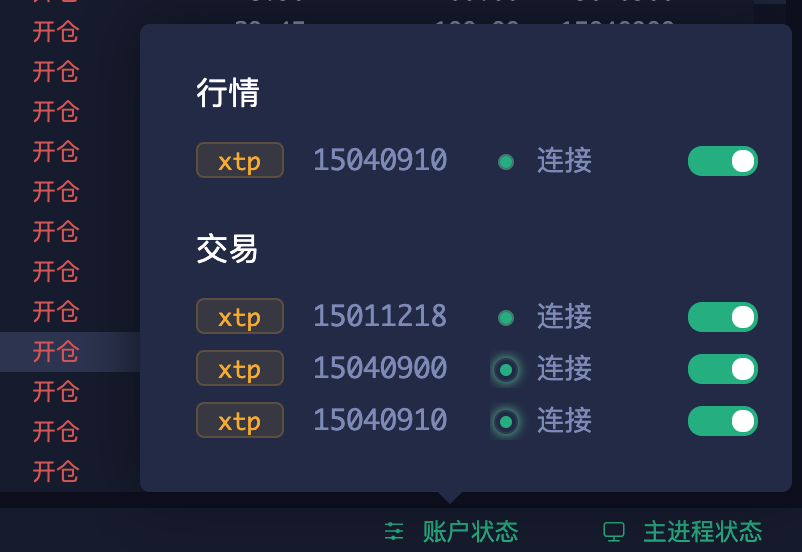 开仓
开仓
开仓
开仓
开仓
开仓
开仓
开仓
开仓
开仓
开仓
开仓
行情
xtp 15040910 连接
交易
xtp 15011218 连接
xtp 15040900 连接
xtp 15040910 连接
账户状态 主进程状态